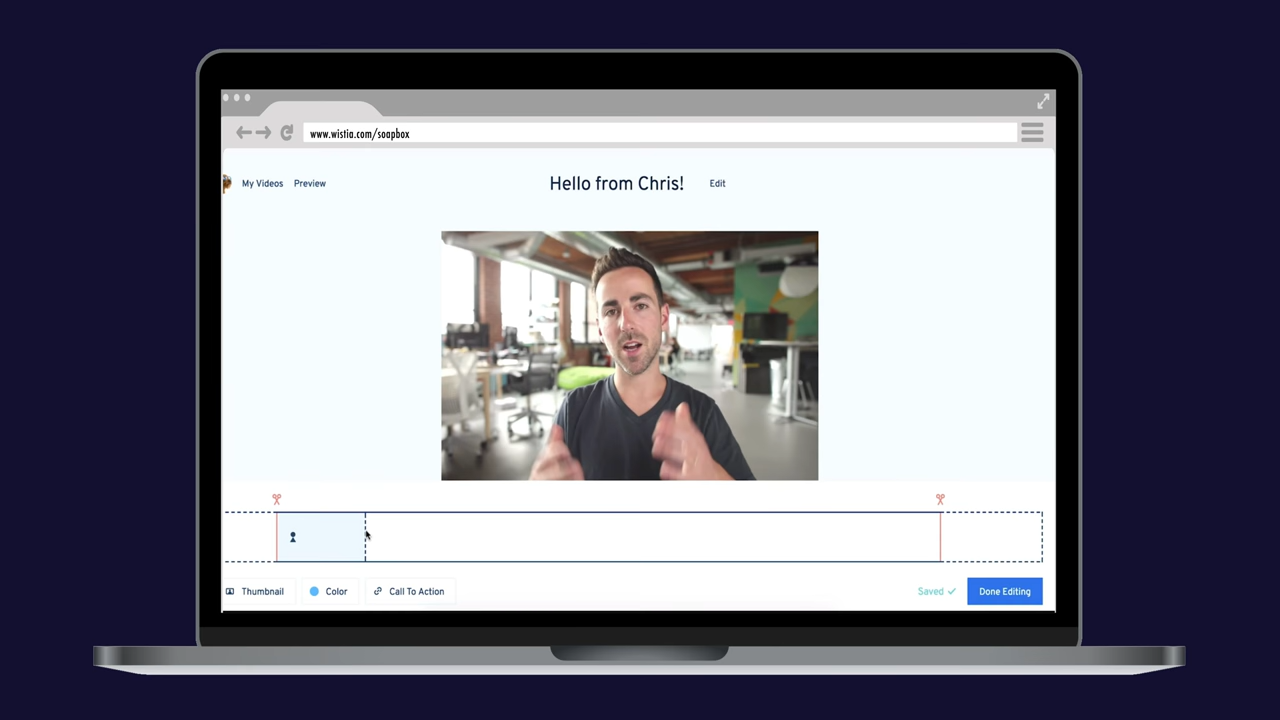 www.wistia.com/soapbox
My Videos Preview Hello from Chris! Edit
Thumbnail Color Call To Action Saved Done Editing